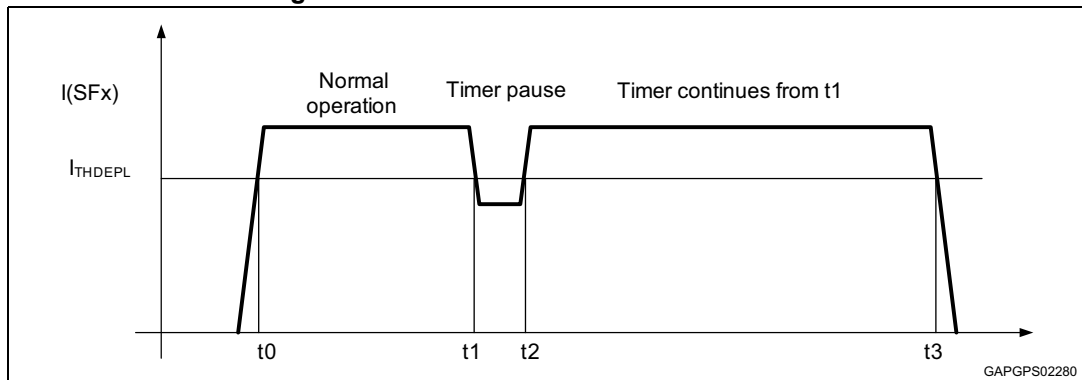 g
I(SFx)
Normal
operation
Timer pause
Timer continues from t1
ITHDEPL
t0
t1
t2
t3
GAPGPS02280